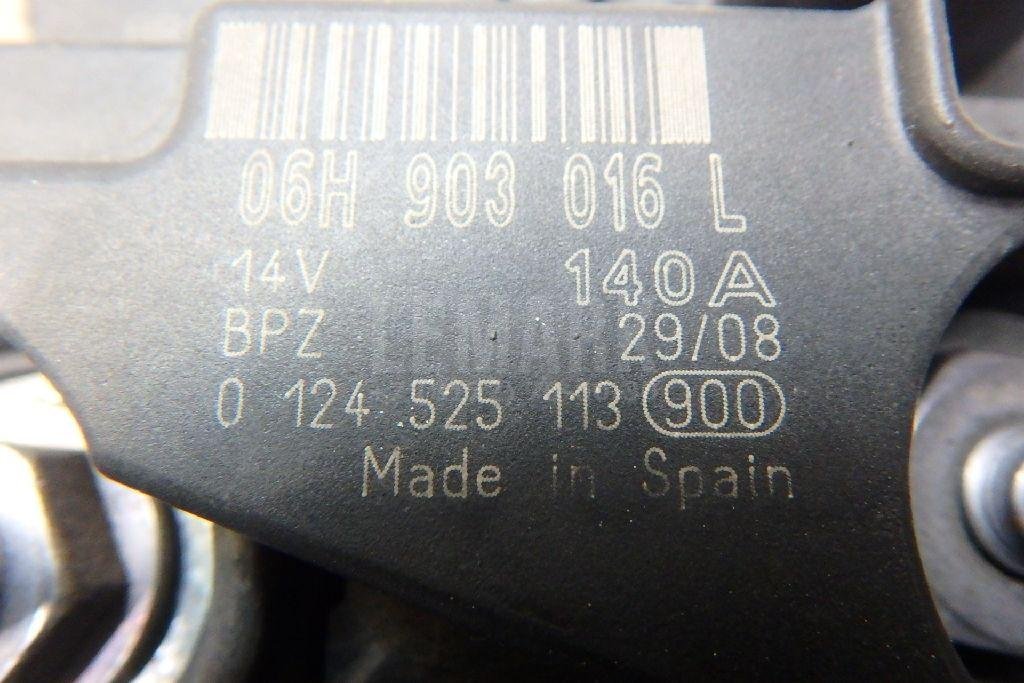 06H 903 016 L
14V 140A
BPZ 29/08
0 124 525 113 900
Made in Spain